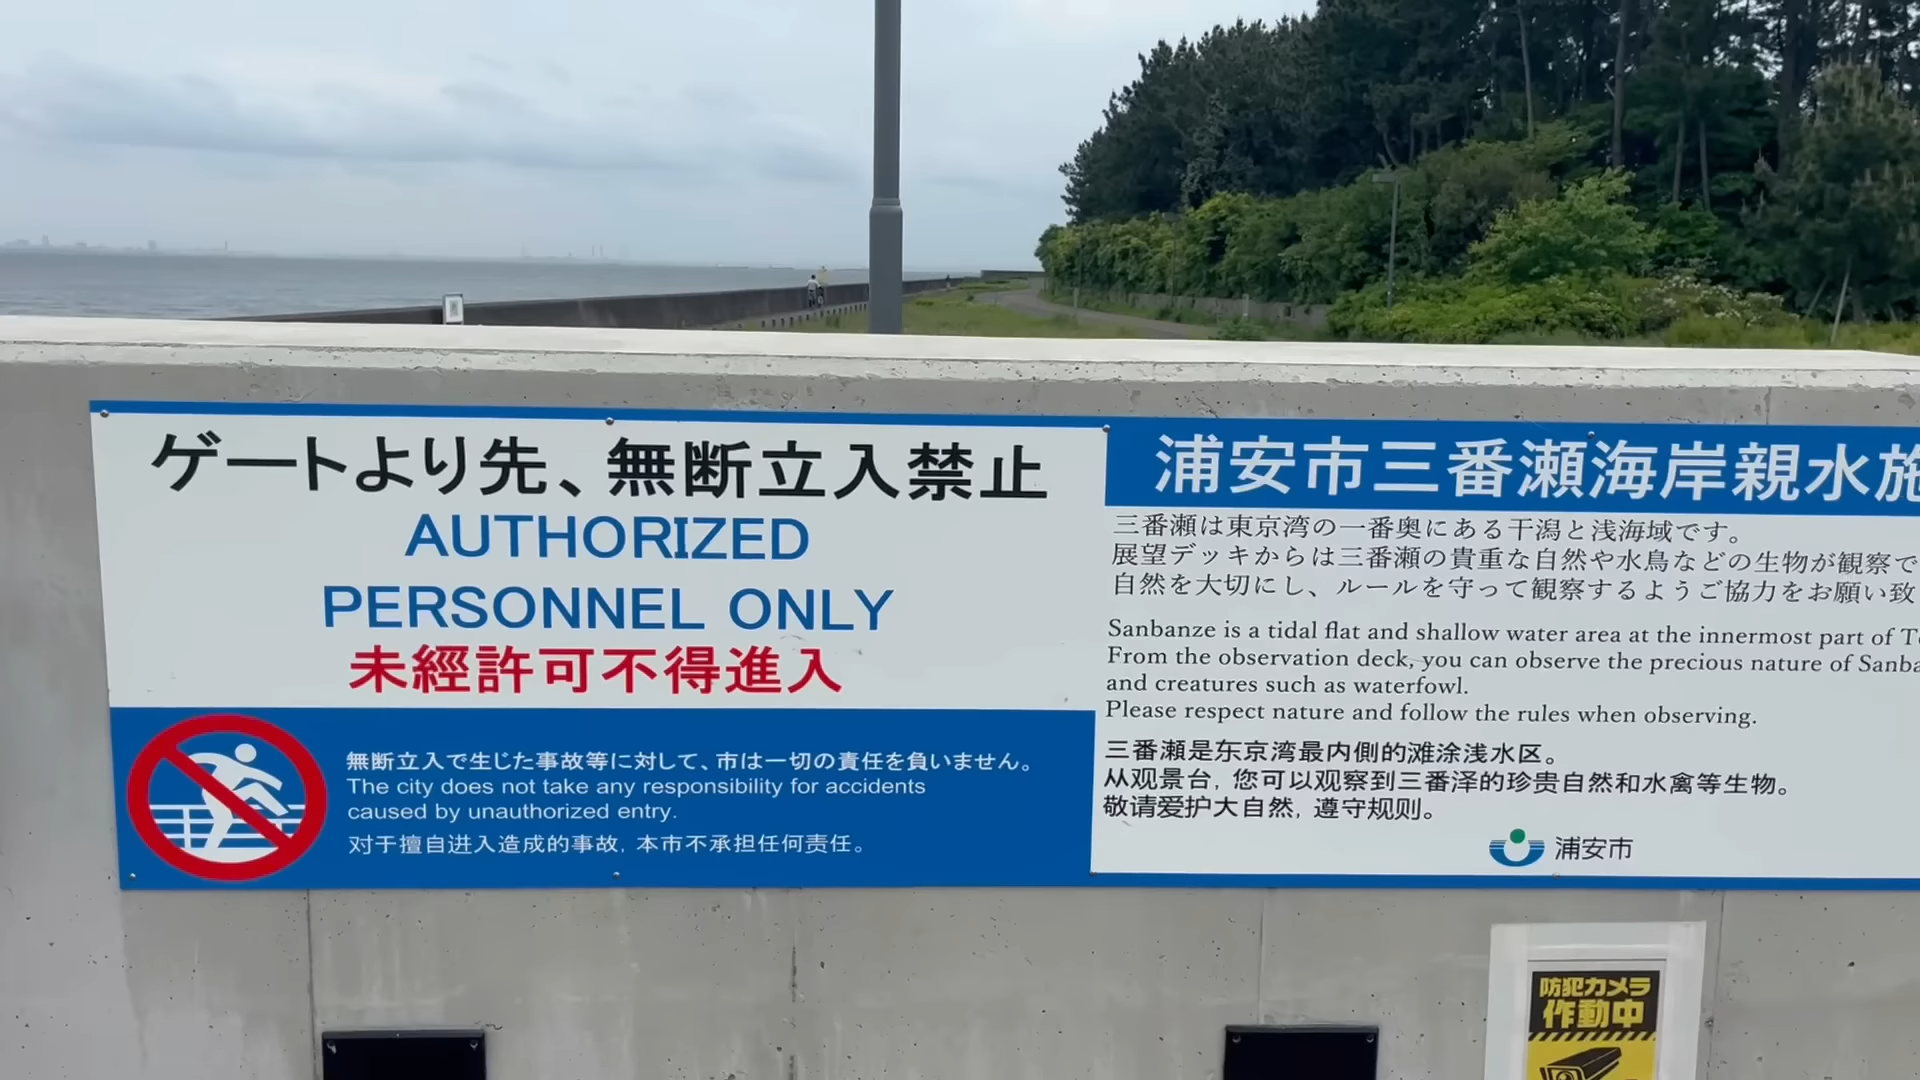 ゲートより先、無断立入禁止
AUTHORIZED
PERSONNEL ONLY
未經許可不得進入
無断立入で生じた事故等に対して、市は一切の責任を負いません。
The city does not take any responsibility for accidents
caused by unauthorized entry.
对于擅自进入造成的事故, 本市不承担任何责任。
浦安市三番瀬海岸親水施
三番瀬は東京湾の一番奥にある干潟と浅海域です。
展望デッキからは三番瀬の貴重な自然や水鳥などの生物が観察で
自然を大切にし、ルールを守って観察するようご協力をお願い致
Sanbanze is a tidal flat and shallow water area at the innermost part of
From the observation deck, you can observe the precious nature of
and creatures such as waterfowl.
Please respect nature and follow the rules when observing.
三番瀬是东京湾最内側的滩涂浅水区。
从观景台, 您可以观察到三番泽的珍贵自然和水禽等生物。
敬请爱护大自然, 遵守规则。
浦安市
防犯カメラ
作動中